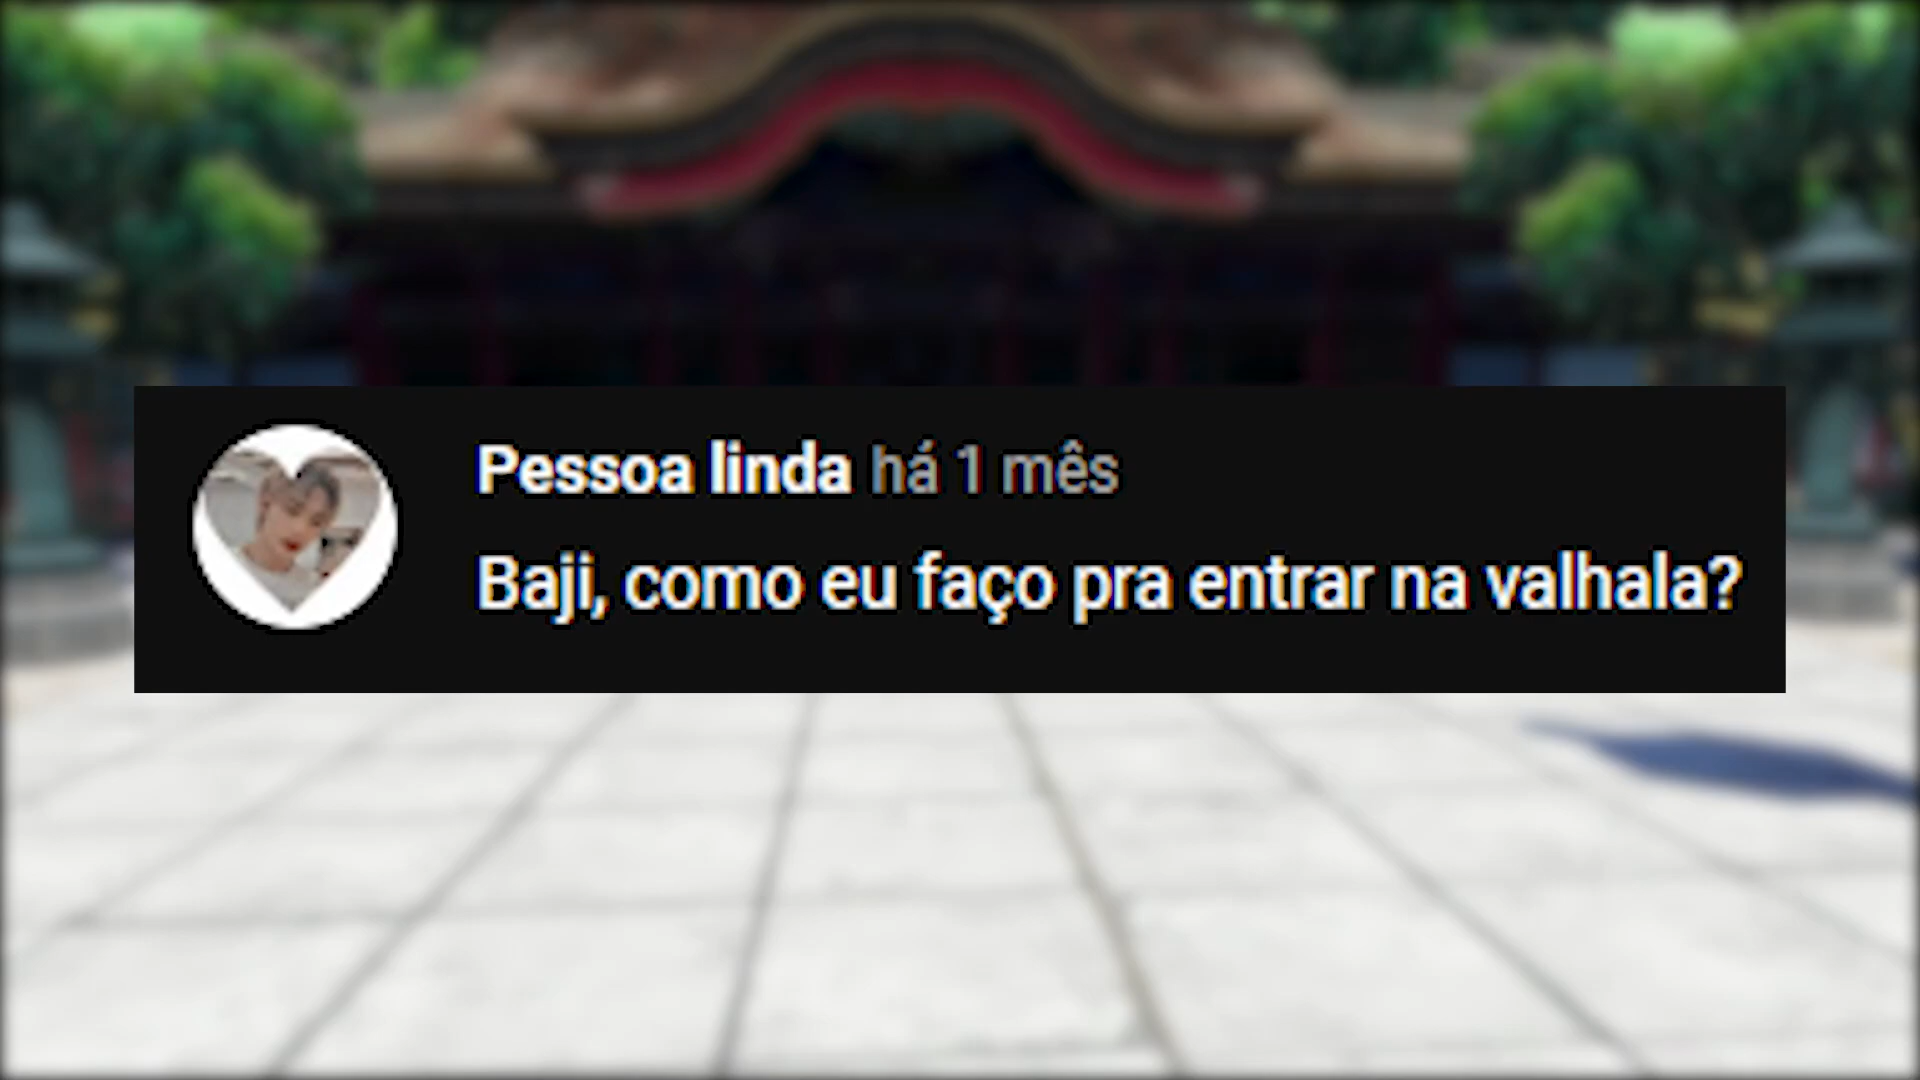 Pessoa linda há 1 mês
Baji, como eu faço pra entrar na valhala?